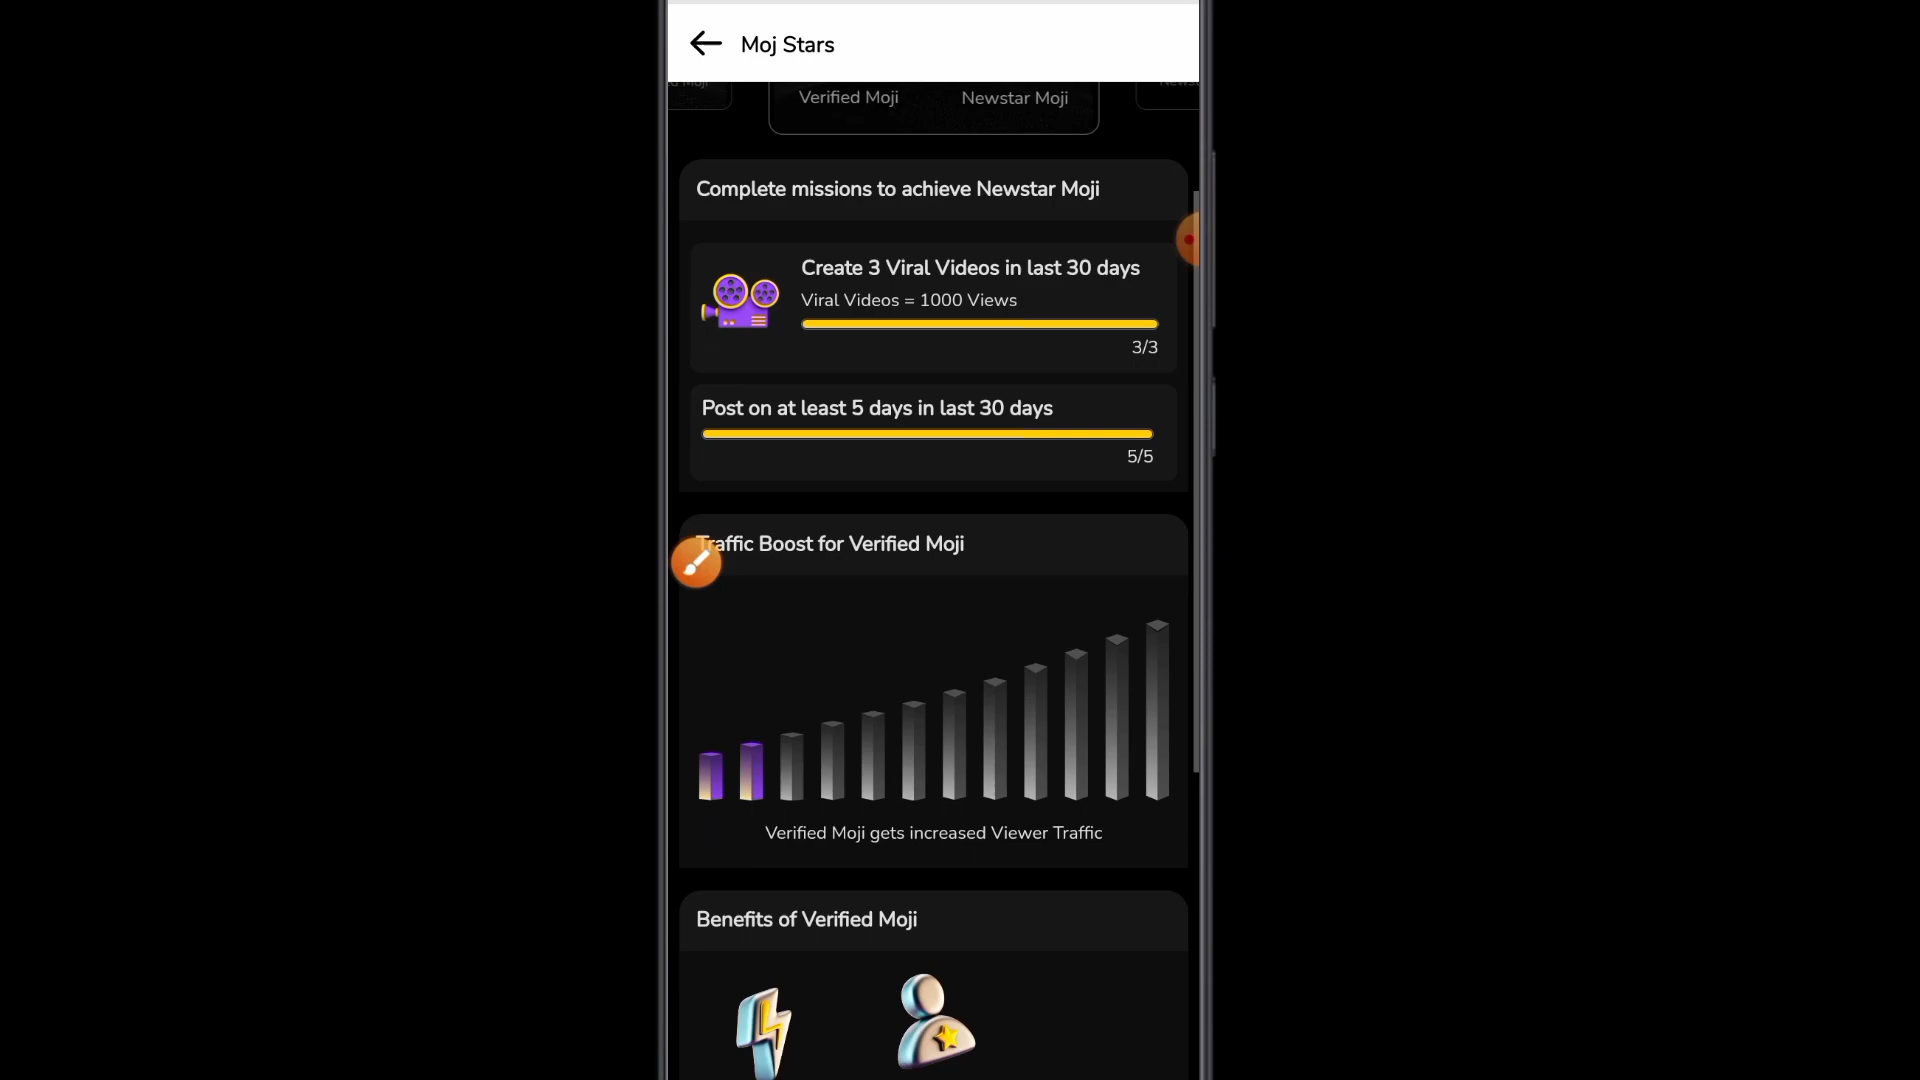 Moj Stars
Verified Moji
Newstar Moji
Complete missions to achieve Newstar Moji
Create 3 Viral Videos in last 30 days
Viral Videos = 1000 Views
3/3
Post on at least 5 days in last 30 days
5/5
Traffic Boost for Verified Moji
Verified Moji gets increased Viewer Traffic
Benefits of Verified Moji